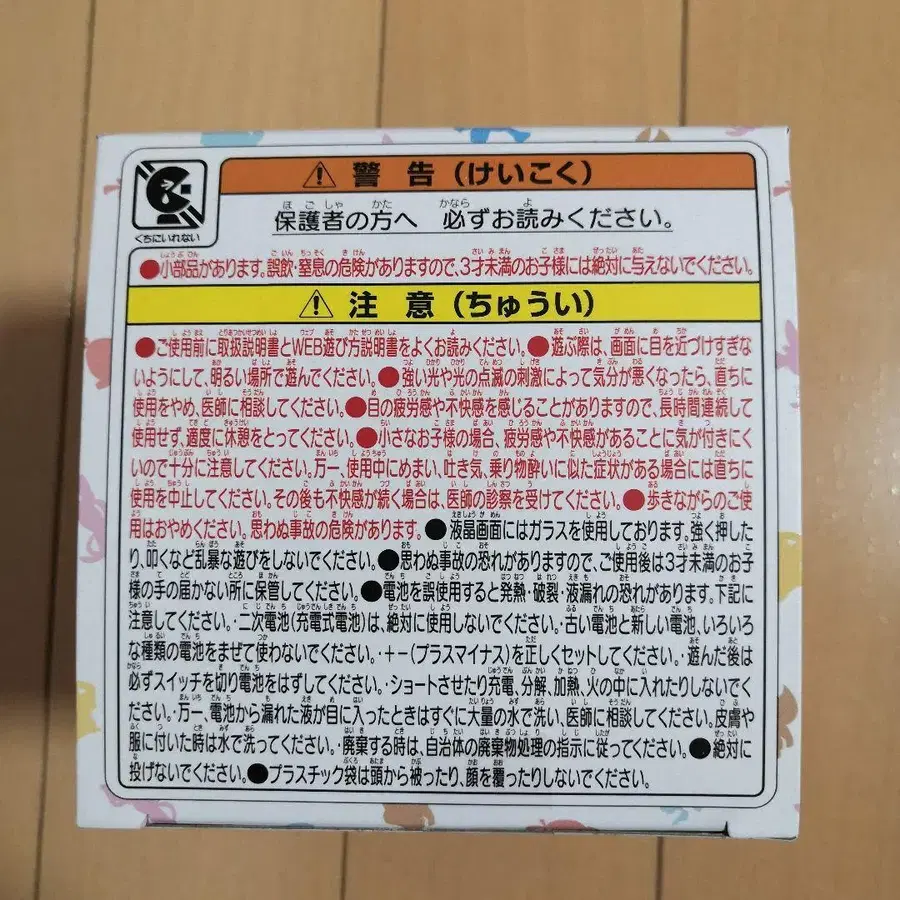 くちにいれない
⚠ 警告(けいこく)
保護者の方へ 必ずお読みください。
●小部品があります。誤飲・窒息の危険がありますので、3才未満のお子様には絶対に与えないでください。
⚠ 注意(ちゅうい)
●ご使用前に取扱説明書とWEB遊び方説明書をよくお読みください。●遊ぶ際は、画面に目を近づけすぎな
いようにして、明るい場所で遊んでください。●強い光や光の点滅の刺激によって気分が悪くなったら、直ちに
使用をやめ、医師に相談してください。●目の疲労感や不快感を感じることがありますので、長時間連続して
使用せず、適度に休憩をとってください。●小さなお子様の場合、疲労感や不快感があることに気が付きにく
いので十分に注意してください。万一、使用中にめまい、吐き気、乗り物酔いに似た症状がある場合には直ちに
使用を中止してください。その後も不快感が続く場合は、医師の診察を受けてください。●歩きながらのご使
用はおやめください。思わぬ事故の危険があります。●液晶画面にはガラスを使用しております。強く押した
り、叩くなど乱暴な遊びをしないでください。●思わぬ事故の恐れがありますので、ご使用後は3才未満のお子
様の手の届かない所に保管してください。●電池を誤使用すると発熱・破裂・液漏れの恐れがあります。下記に
注意してください。・二次電池(充電式電池)は、絶対に使用しないでください。・古い電池と新しい電池、いろいろ
な種類の電池をまぜて使わないでください。・+−(プラスマイナス)を正しくセットしてください。・遊んだ後は
必ずスイッチを切り電池をはずしてください。・ショートさせたり充電、分解、加熱、火の中に入れたりしないでく
ださい。・万一、電池から漏れた液が目に入ったときはすぐに大量の水で洗い、医師に相談してください。皮膚や
服に付いた時は水で洗ってください。・廃棄する時は、自治体の廃棄物処理の指示に従ってください。●絶対に
投げないでください。●プラスチック袋は頭から被ったり、顔を覆ったりしないでください。